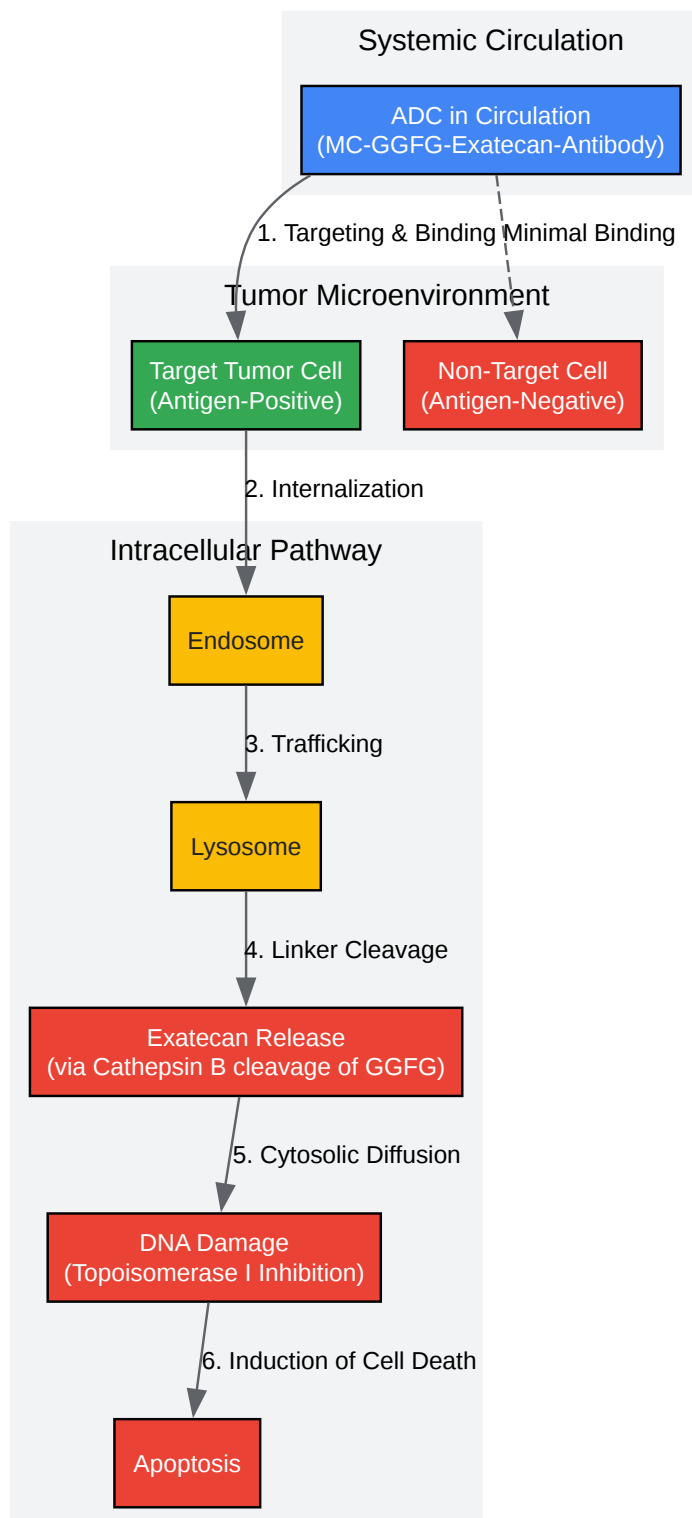 Systemic Circulation
ADC in Circulation
(MC-GGFG-Exatecan-Antibody)
1. Targeting & Binding
Minimal Binding
Tumor Microenvironment
Target Tumor Cell
(Antigen-Positive)
Non-Target Cell
(Antigen-Negative)
2. Internalization
Intracellular Pathway
Endosome
3. Trafficking
Lysosome
4. Linker Cleavage
Exatecan Release
(via Cathepsin B cleavage of GGFG)
5. Cytosolic Diffusion
DNA Damage
(Topoisomerase I Inhibition)
6. Induction of Cell Death
Apoptosis